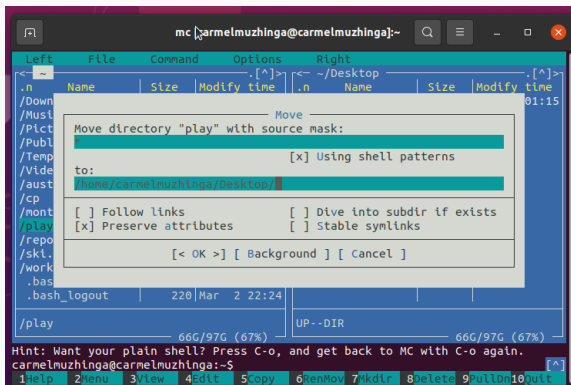 mc [carmelmuzhinga@carmelmuzhinga]:~
Left File Command Options Right
<— ~ .[^]> <— ~/Desktop .[^]>
.n Name Size Modify time .n Name Size Modify time
/Down 01:15
/Musi Move
/Pict Move directory "play" with source mask:
/Publ *
/Temp [x] Using shell patterns
/Vide to:
/aust /home/carmelmuzhinga/Desktop/
/cp
/mont [ ] Follow links [ ] Dive into subdir if exists
/play [x] Preserve attributes [ ] Stable symlinks
/repo
/ski. [< OK >] [ Background ] [ Cancel ]
/work
.bas
.bash_logout 220 Mar 2 22:24
/play UP--DIR
66G/97G (67%) 66G/97G (67%)
Hint: Want your plain shell? Press C-o, and get back to MC with C-o again.
carmelmuzhinga@carmelmuzhinga:~$ [^]
1Help 2Menu 3View 4Edit 5Copy 6RenMov 7Mkdir 8Delete 9PullDn 10Quit